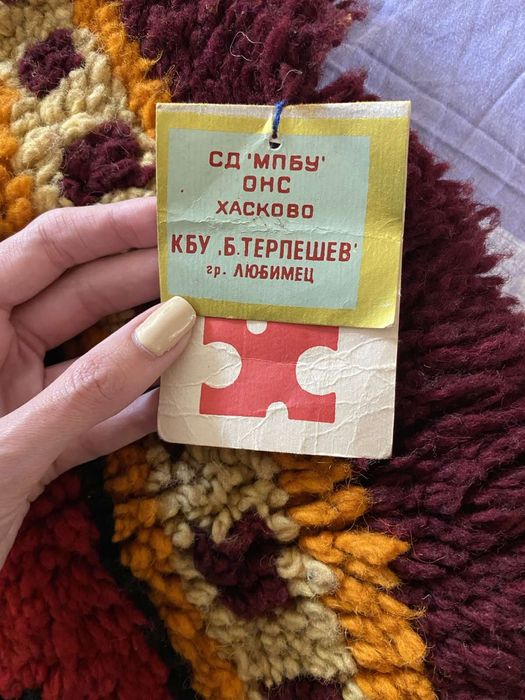 СД 'МПБУ'
ОНС
ХАСКОВО
КБУ ‚Б. ТЕРПЕШЕВ'
гр. ЛЮБИМЕЦ